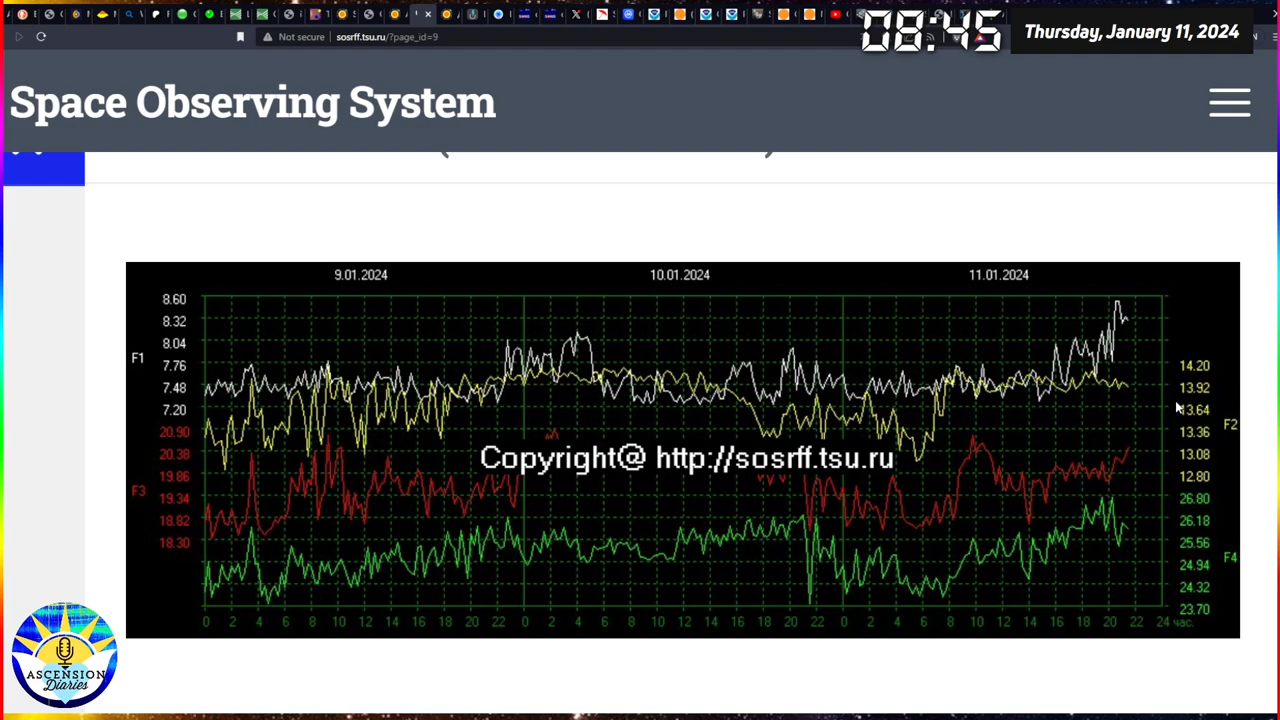 08:45
Thursday, January 11, 2024
Not secure
sosrff.tsu.ru/?page_id=9
Space Observing System
9.01.2024 10.01.2024 11.01.2024
8.60
8.32
8.04
F1
7.76
7.48
7.20
20.90
20.38
19.86
F3
19.34
18.82
18.30
14.20
13.92
13.64
F2
13.36
13.08
12.80
26.80
26.18
25.56
F4
24.94
24.32
23.70
Copyright@ http://sosrff.tsu.ru
0 2 4 6 8 10 12 14 16 18 20 22 0 2 4 6 8 10 12 14 16 18 20 22 0 2 4 6 8 10 12 14 16 18 20 22 24 час.
ASCENSION
Diaries